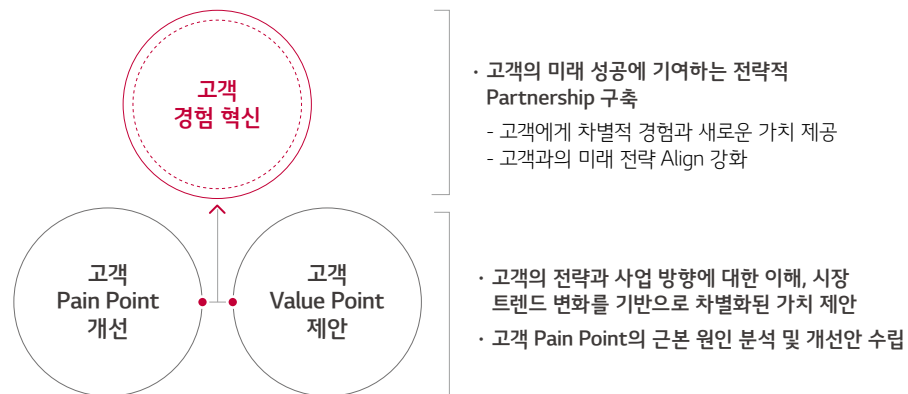 고객
경험 혁신
· 고객의 미래 성공에 기여하는 전략적
Partnership 구축
- 고객에게 차별적 경험과 새로운 가치 제공
- 고객과의 미래 전략 Align 강화
고객
Pain Point
개선
고객
Value Point
제안
· 고객의 전략과 사업 방향에 대한 이해, 시장
트렌드 변화를 기반으로 차별화된 가치 제안
· 고객 Pain Point의 근본 원인 분석 및 개선안 수립